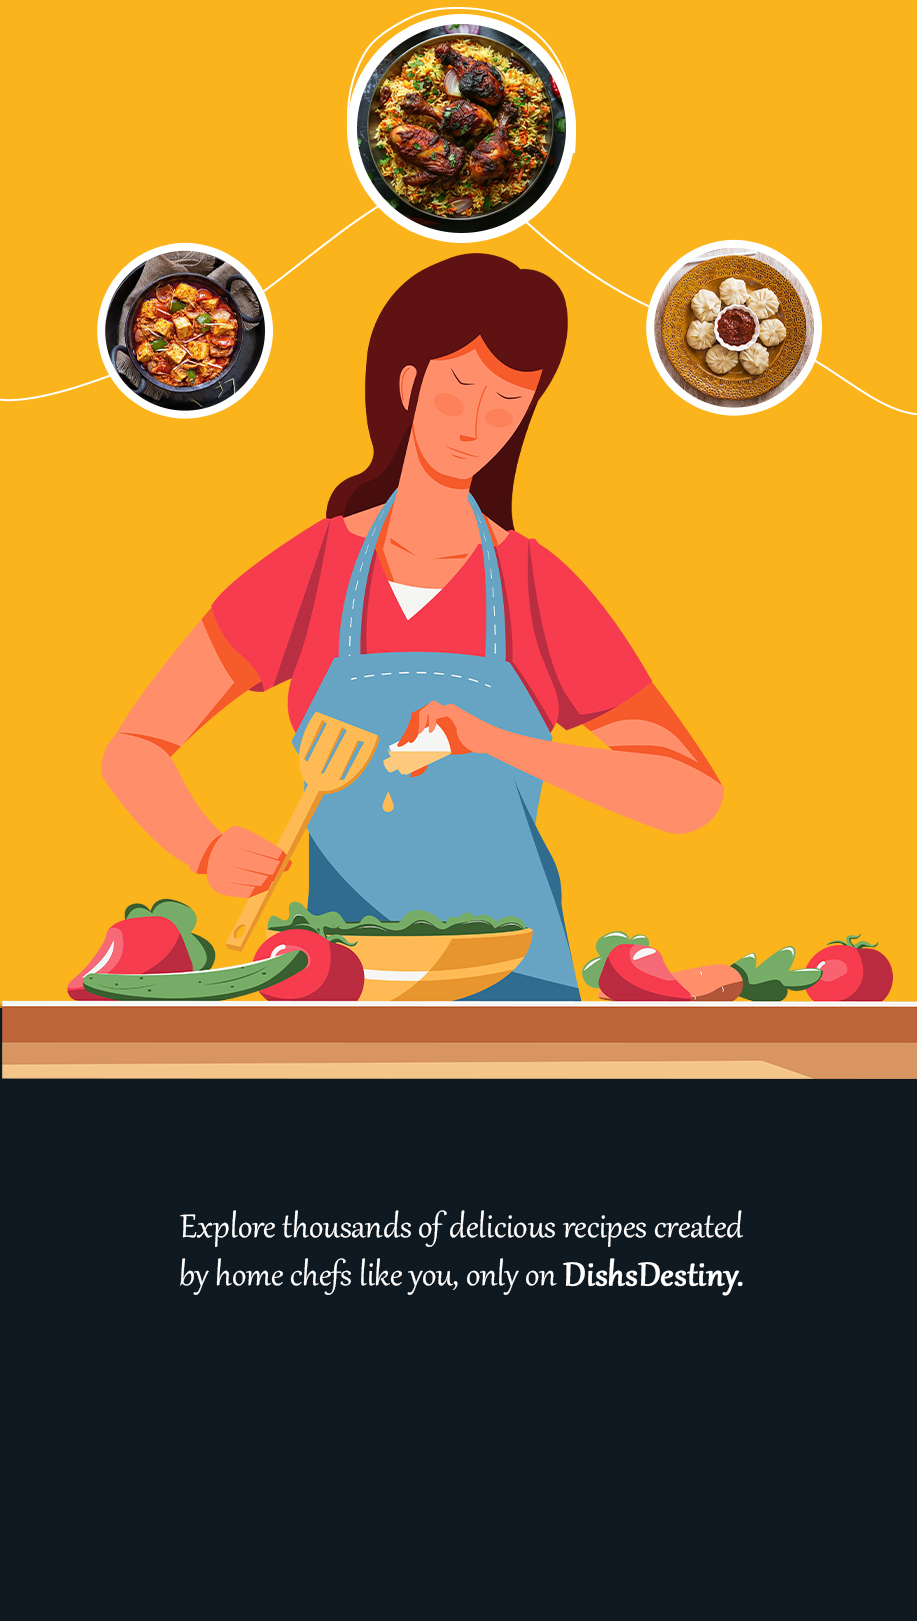 Explore thousands of delicious recipes created
by home chefs like you, only on DishsDestiny.